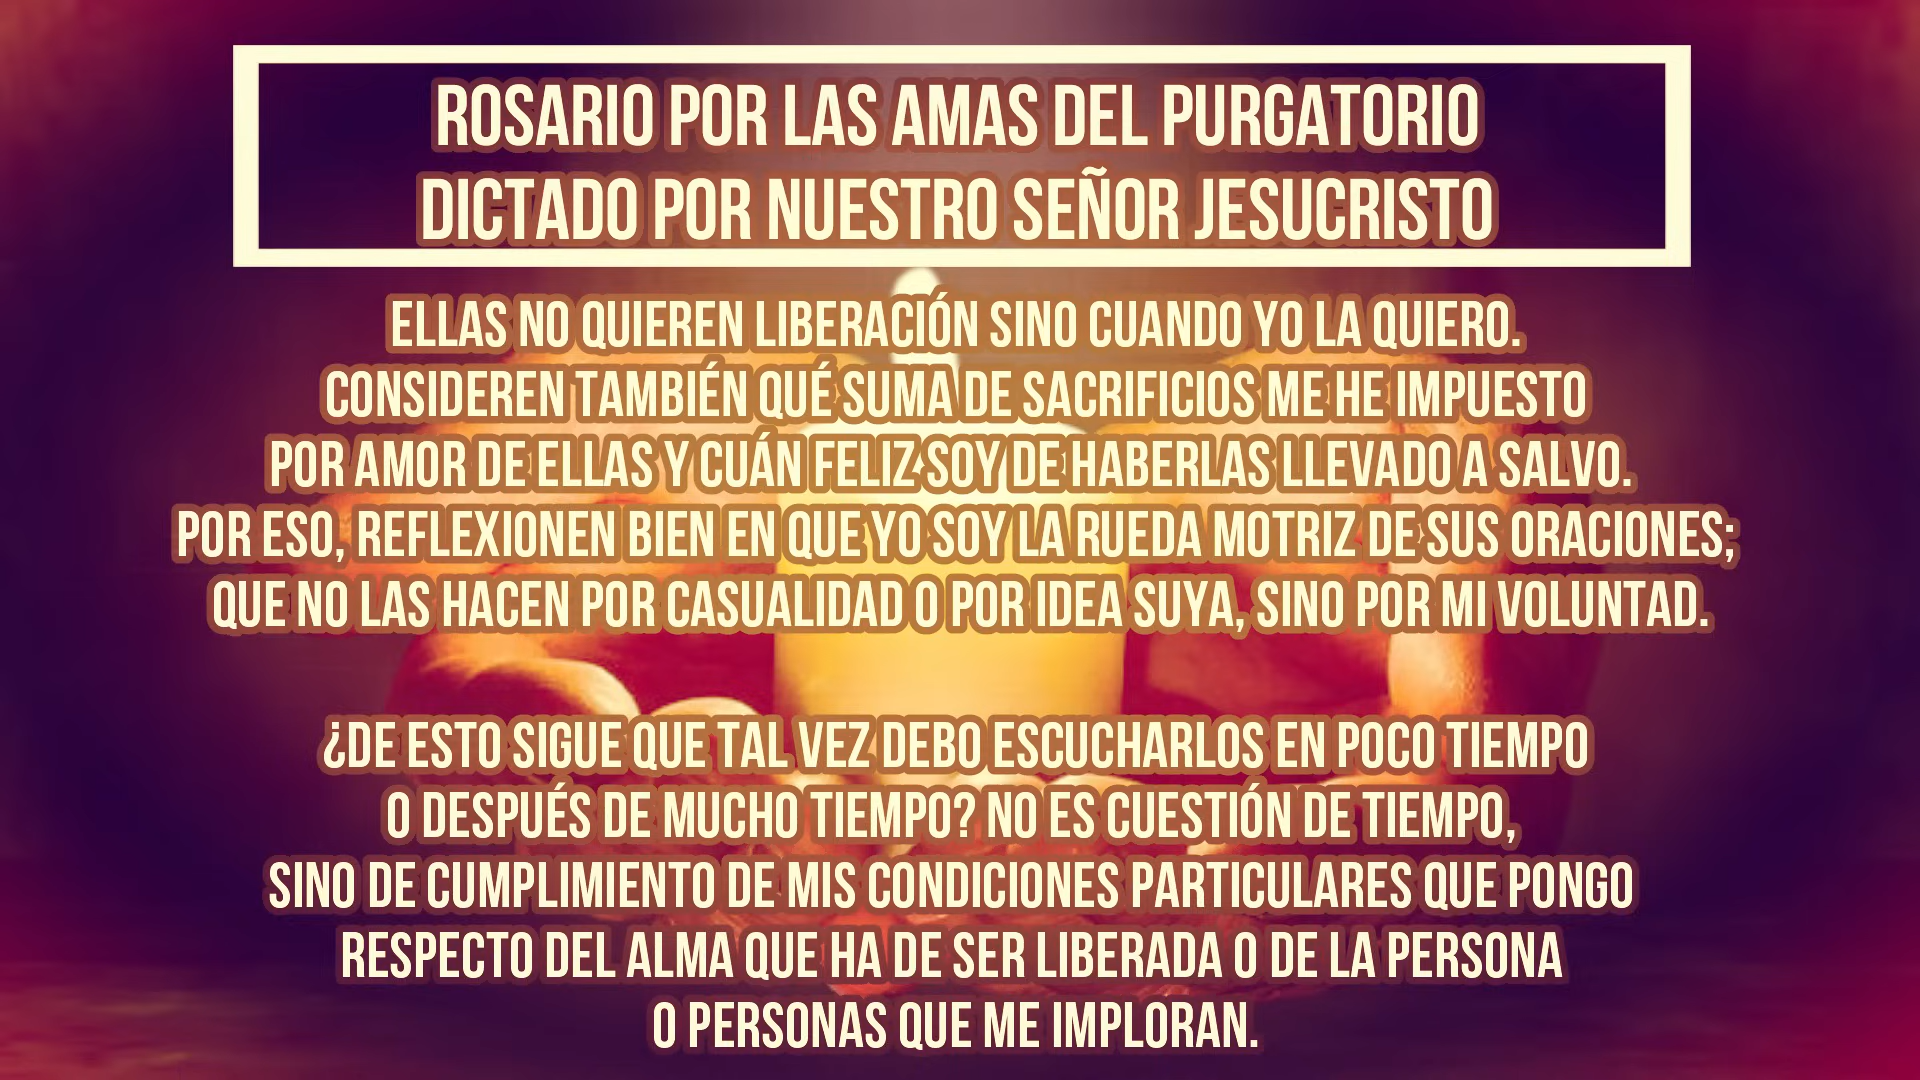 ROSARIO POR LAS AMAS DEL PURGATORIO
DICTADO POR NUESTRO SEÑOR JESUCRISTO
ELLAS NO QUIEREN LIBERACIÓN SINO CUANDO YO LA QUIERO.
CONSIDEREN TAMBIÉN QUÉ SUMA DE SACRIFICIOS ME HE IMPUESTO
POR AMOR DE ELLAS Y CUÁN FELIZ SOY DE HABERLAS LLEVADO A SALVO.
POR ESO, REFLEXIONEN BIEN EN QUE YO SOY LA RUEDA MOTRIZ DE SUS ORACIONES;
QUE NO LAS HACEN POR CASUALIDAD O POR IDEA SUYA, SINO POR MI VOLUNTAD.
¿DE ESTO SIGUE QUE TAL VEZ DEBO ESCUCHARLOS EN POCO TIEMPO
O DESPUÉS DE MUCHO TIEMPO? NO ES CUESTIÓN DE TIEMPO,
SINO DE CUMPLIMIENTO DE MIS CONDICIONES PARTICULARES QUE PONGO
RESPECTO DEL ALMA QUE HA DE SER LIBERADA O DE LA PERSONA
O PERSONAS QUE ME IMPLORAN.